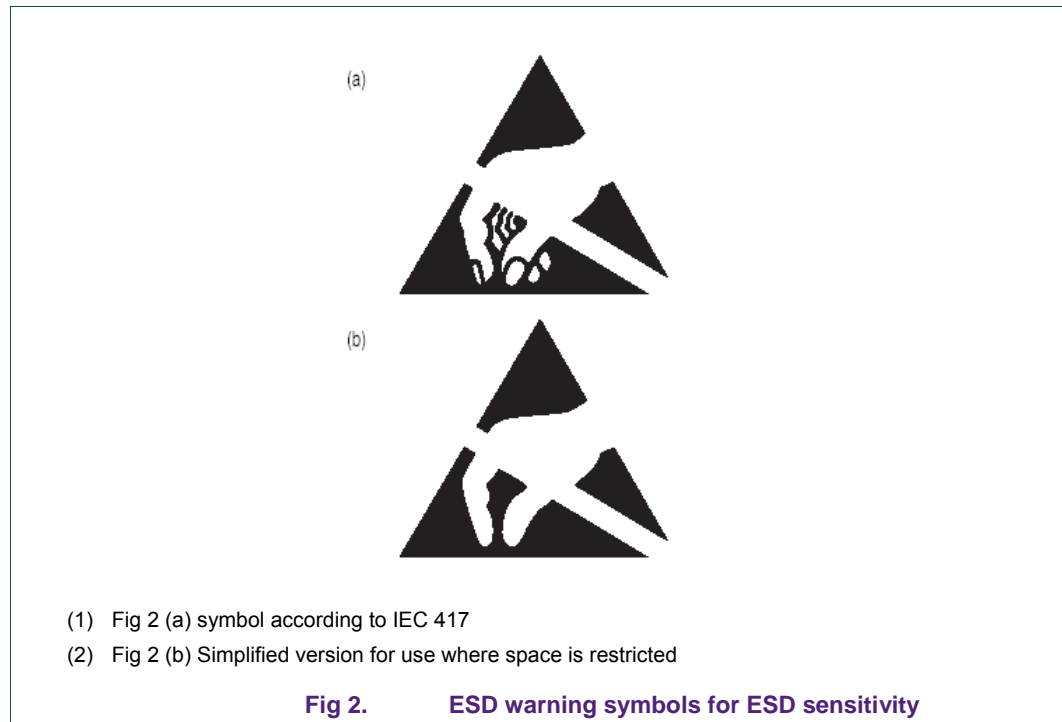 (a)
(b)
(1) Fig 2 (a) symbol according to IEC 417
(2) Fig 2 (b) Simplified version for use where space is restricted
Fig 2. ESD warning symbols for ESD sensitivity